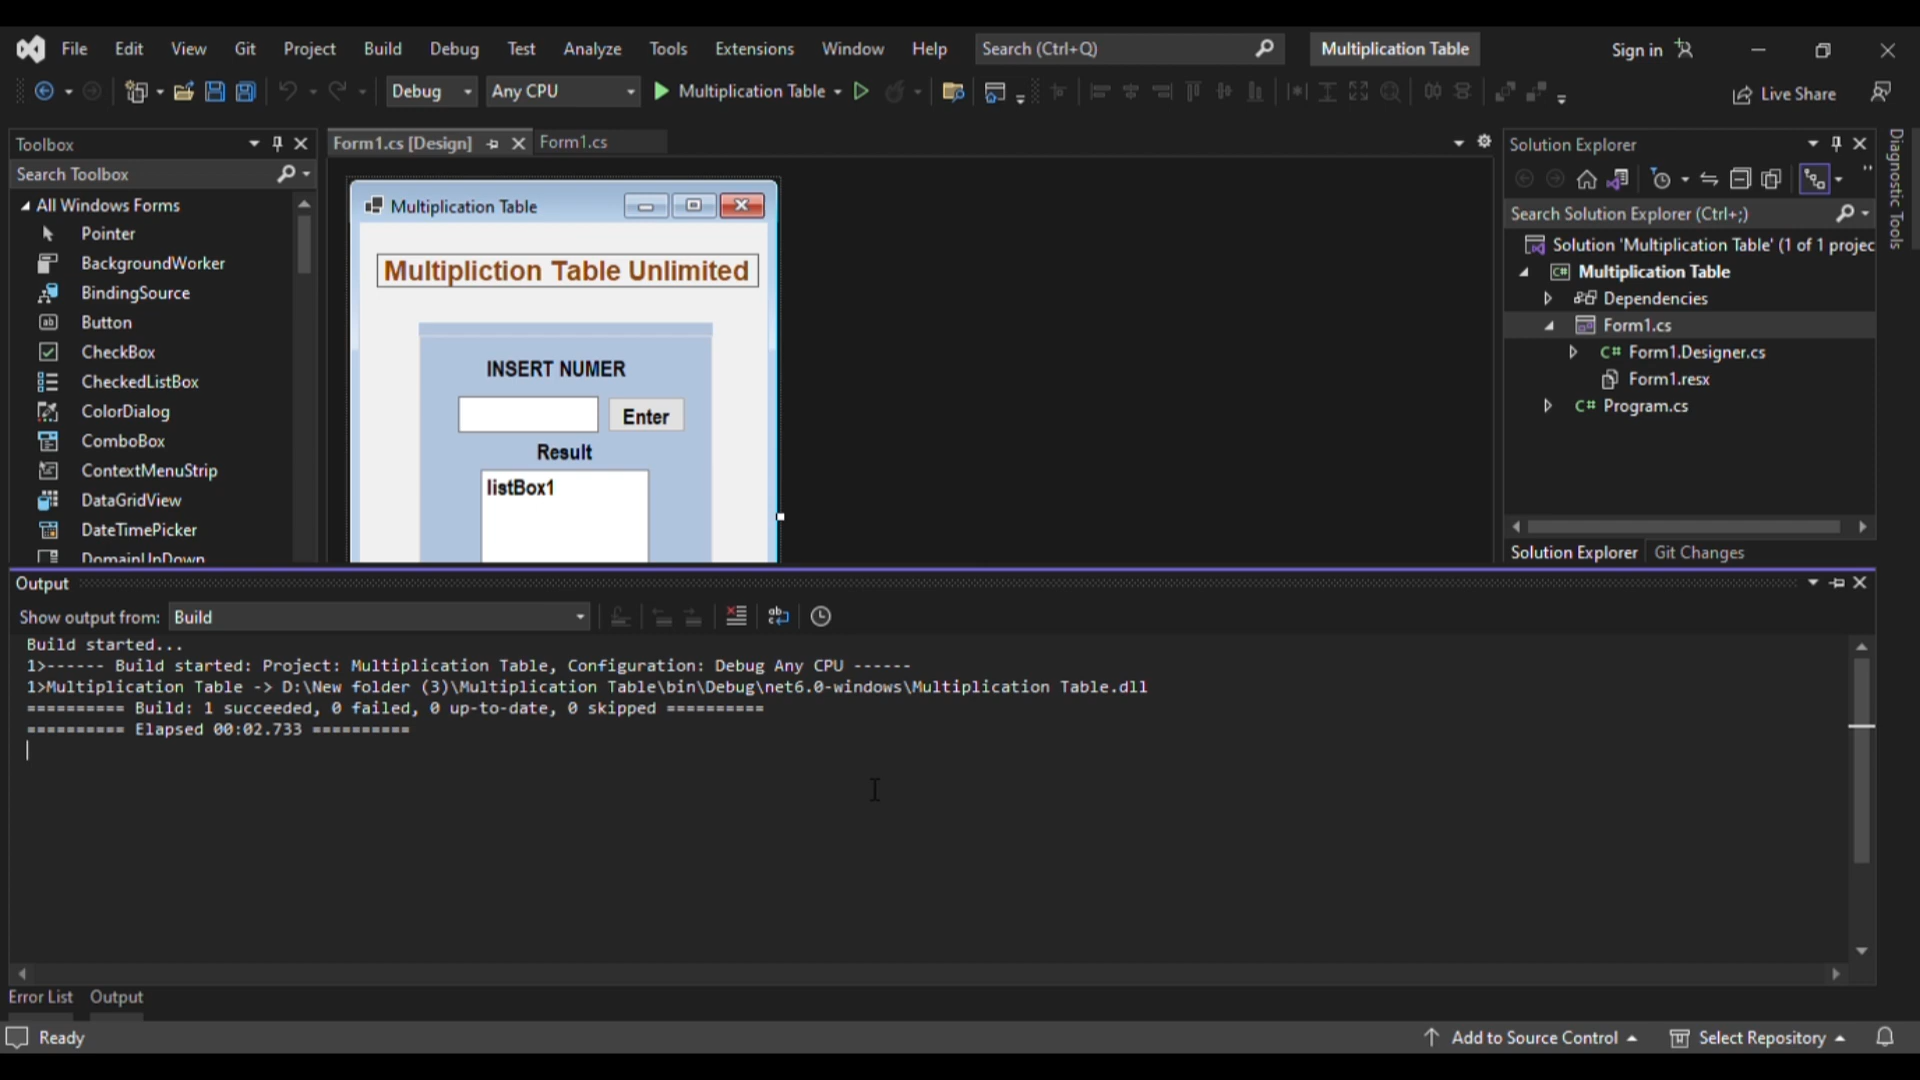 File Edit View Git Project Build Debug Test Analyze Tools Extensions Window Help Search (Ctrl+Q) Multiplication Table Sign in
Debug Any CPU Multiplication Table Live Share
Toolbox
Search Toolbox
All Windows Forms
Pointer
BackgroundWorker
BindingSource
Button
CheckBox
CheckedListBox
ColorDialog
ComboBox
ContextMenuStrip
DataGridView
DateTimePicker
DomainUpDown
Form1.cs [Design] Form1.cs
Multiplication Table
Multipliction Table Unlimited
INSERT NUMER
Enter
Result
listBox1
Solution Explorer
Search Solution Explorer (Ctrl+;)
Solution 'Multiplication Table' (1 of 1 projec
Multiplication Table
Dependencies
Form1.cs
C# Form1.Designer.cs
Form1.resx
C# Program.cs
Solution Explorer Git Changes
Diagnostic Tools
Output
Show output from: Build
Build started...
1>------ Build started: Project: Multiplication Table, Configuration: Debug Any CPU ------
1>Multiplication Table -> D:\New folder (3)\Multiplication Table\bin\Debug\net6.0-windows\Multiplication Table.dll
========== Build: 1 succeeded, 0 failed, 0 up-to-date, 0 skipped ==========
========== Elapsed 00:02.733 ==========
Error List Output
Ready Add to Source Control Select Repository